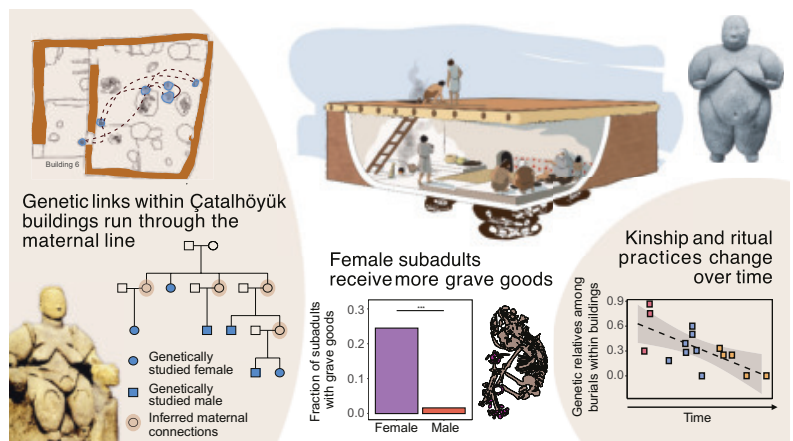 Building 6
Genetic links within Çatalhöyük
buildings run through the
maternal line
Genetically
studied female
Genetically
studied male
Inferred maternal
connections
Female subadults
receive more grave goods
Fraction of subadults
with grave goods
0.3
0.2
0.1
0.0
***
Female
Male
Kinship and ritual
practices change
over time
Genetic relatives among
burials within buildings
0.9
0.6
0.3
0.0
Time